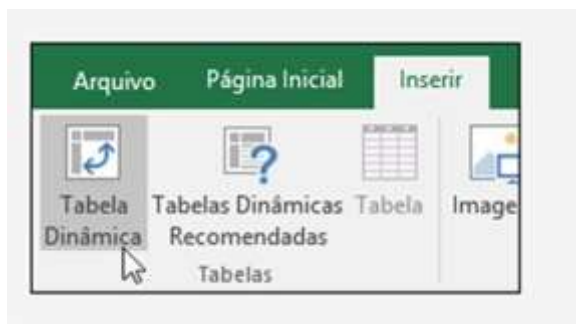 Arquivo Página Inicial Inserir
Tabela Tabelas Dinâmicas Tabela Image
Dinâmica Recomendadas
Tabelas